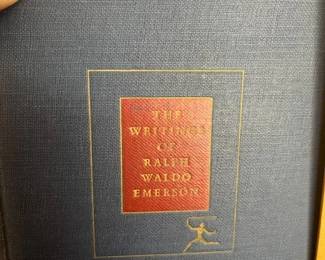 THE
WRITINGS
OF
RALPH
WALDO
EMERSON